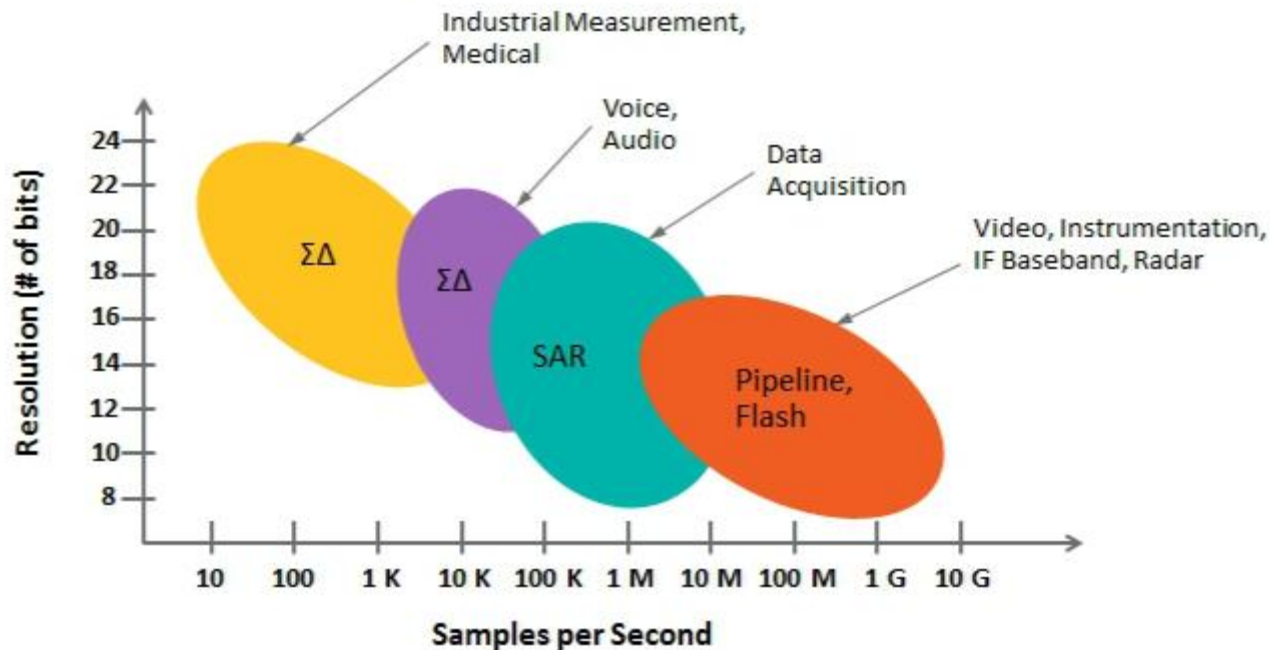 Industrial Measurement,
Medical
Voice,
Audio
Data
Acquisition
Video, Instrumentation,
IF Baseband, Radar
Resolution (# of bits)
24
22
20
18
16
14
12
10
8
ΣΔ
ΣΔ
SAR
Pipeline,
Flash
10 100 1 K 10 K 100 K 1 M 10 M 100 M 1 G 10 G
Samples per Second